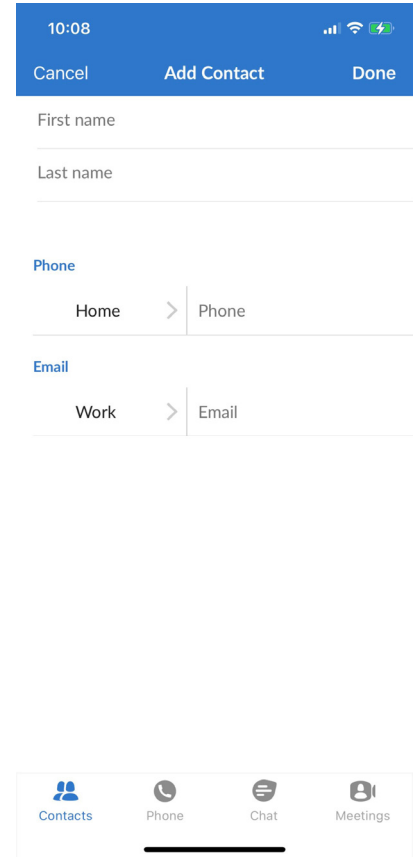 10:08
Cancel Add Contact Done
First name
Last name
Phone
Home Phone
Email
Work Email
Contacts Phone Chat Meetings